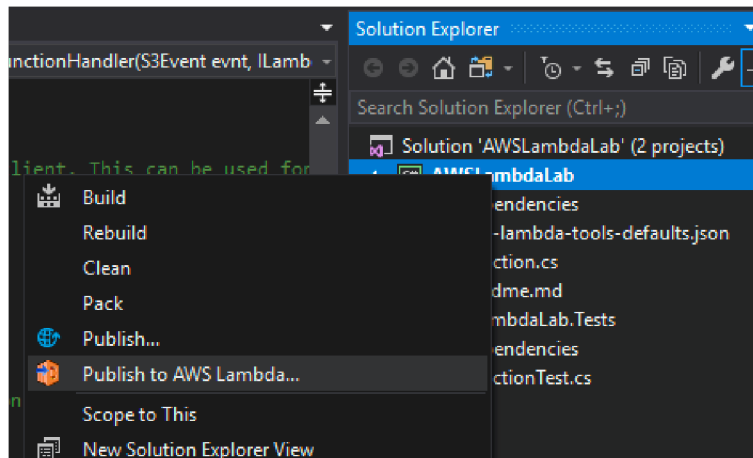 Solution Explorer
nctionHandler(S3Event evnt, ILamb
Search Solution Explorer (Ctrl+;)
Solution 'AWSLambdaLab' (2 projects)
lient. This can be used for
AWSLambdaLab
Build
endencies
Rebuild
-lambda-tools-defaults.json
Clean
ction.cs
Pack
dme.md
Publish...
mbdaLab.Tests
endencies
Publish to AWS Lambda...
ctionTest.cs
n
Scope to This
New Solution Explorer View